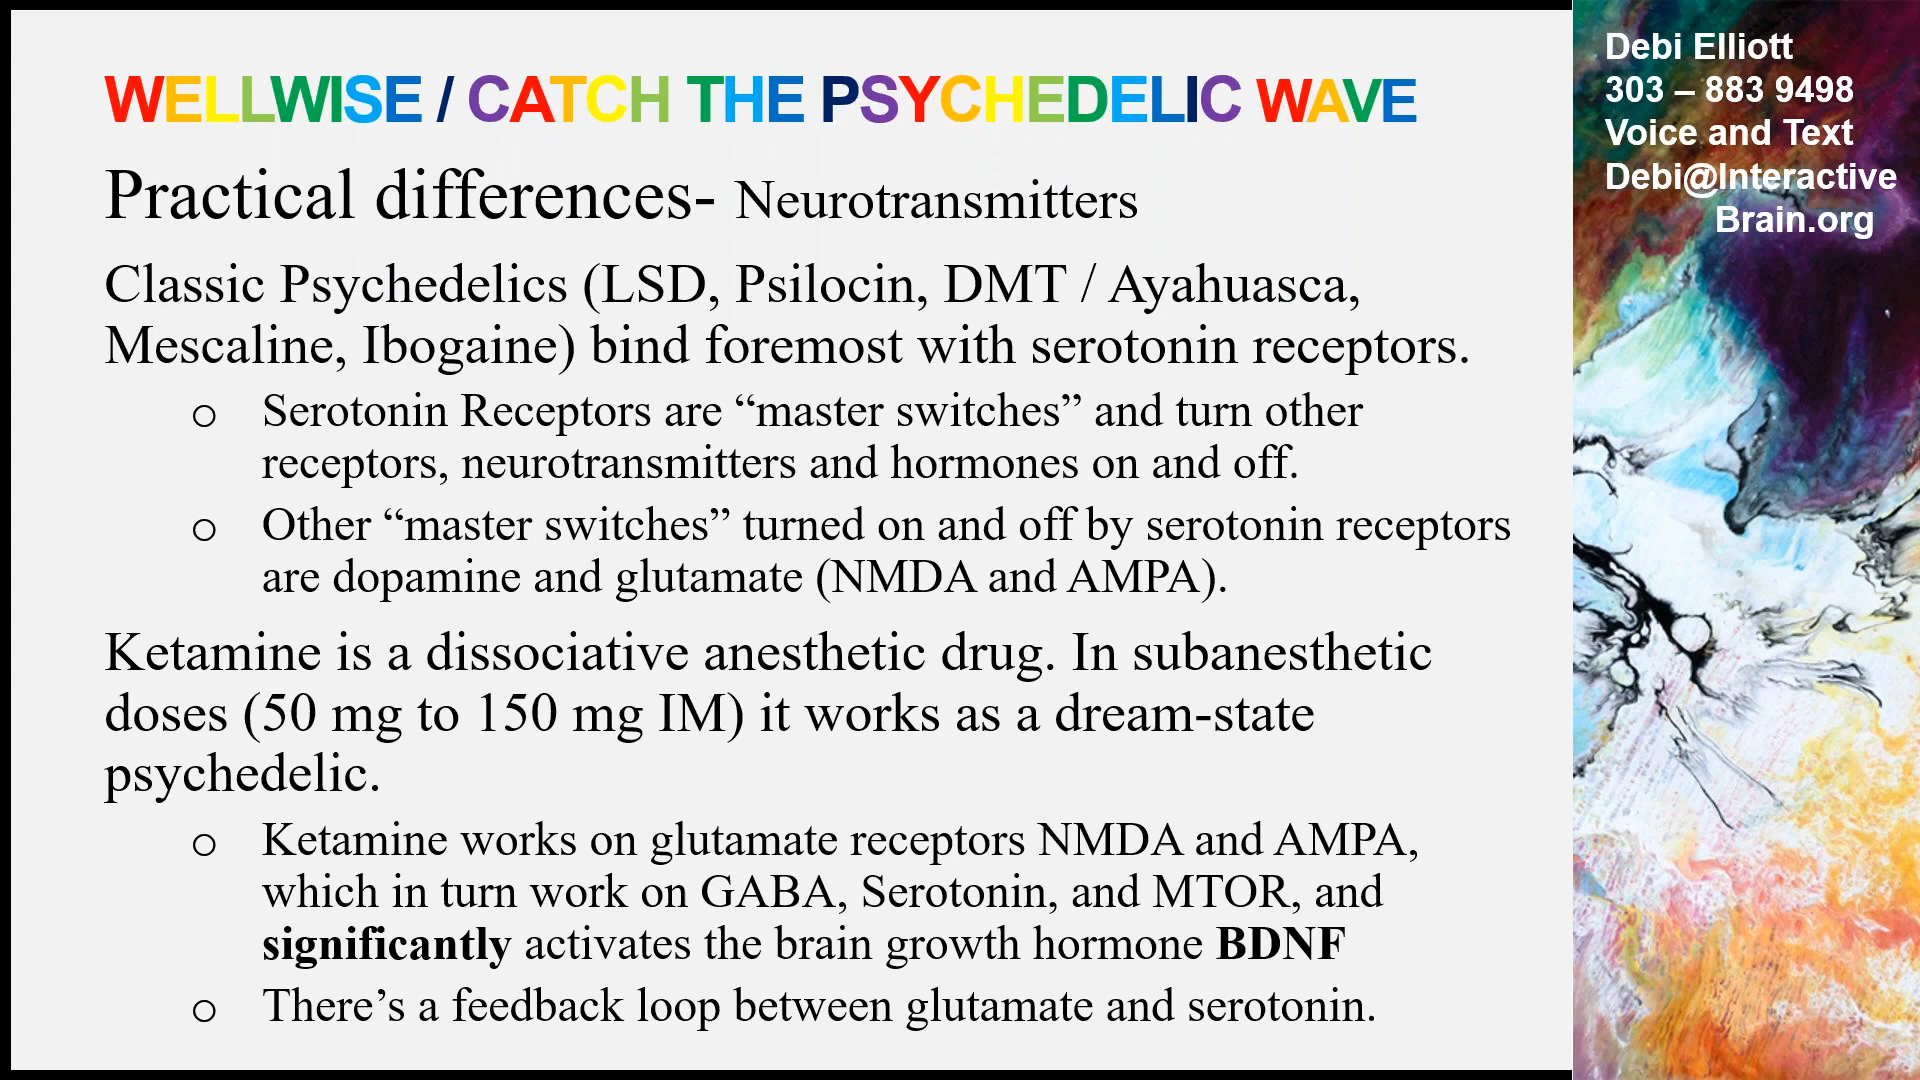 WELLWISE / CATCH THE PSYCHEDELIC WAVE
Practical differences- Neurotransmitters
Classic Psychedelics (LSD, Psilocin, DMT / Ayahuasca,
Mescaline, Ibogaine) bind foremost with serotonin receptors.
o Serotonin Receptors are “master switches” and turn other
receptors, neurotransmitters and hormones on and off.
o Other “master switches” turned on and off by serotonin receptors
are dopamine and glutamate (NMDA and AMPA).
Ketamine is a dissociative anesthetic drug. In subanesthetic
doses (50 mg to 150 mg IM) it works as a dream-state
psychedelic.
o Ketamine works on glutamate receptors NMDA and AMPA,
which in turn work on GABA, Serotonin, and MTOR, and
significantly activates the brain growth hormone BDNF
o There’s a feedback loop between glutamate and serotonin.
Debi Elliott
303 – 883 9498
Voice and Text
Debi@Interactive
Brain.org